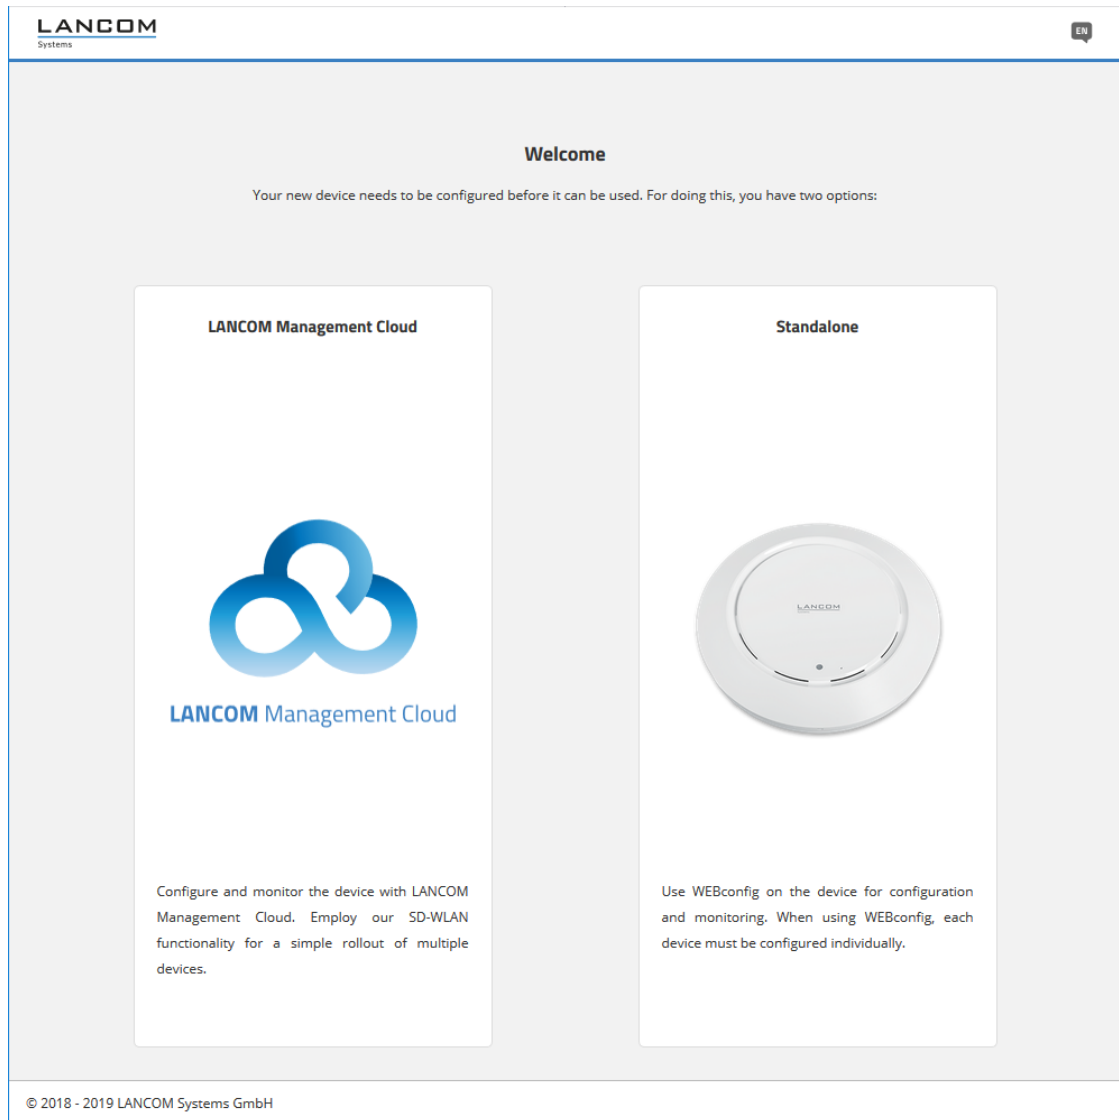 LANCOM
Systems
EN
Welcome
Your new device needs to be configured before it can be used. For doing this, you have two options:
LANCOM Management Cloud
LANCOM Management Cloud
Configure and monitor the device with LANCOM
Management Cloud. Employ our SD-WLAN
functionality for a simple rollout of multiple
devices.
Standalone
LANCOM
Use WEBconfig on the device for configuration
and monitoring. When using WEBconfig, each
device must be configured individually.
© 2018 - 2019 LANCOM Systems GmbH